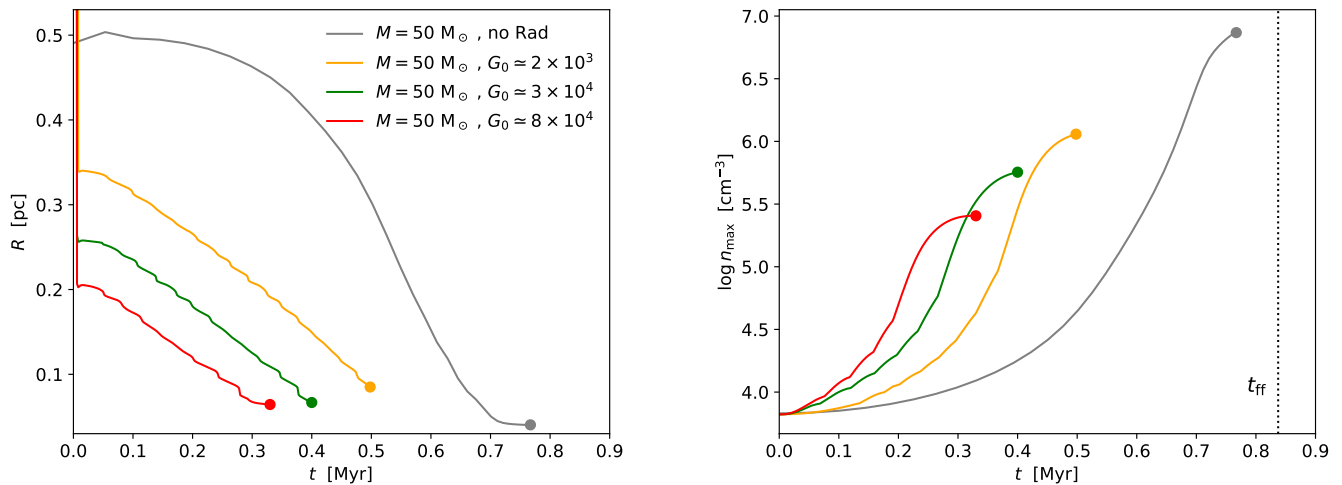 0.5
0.4
0.3
0.2
0.1
R [pc]
0.0 0.1 0.2 0.3 0.4 0.5 0.6 0.7 0.8 0.9
t [Myr]
M = 50 M☉ , no Rad
M = 50 M☉ , G₀ ≃ 2 × 10³
M = 50 M☉ , G₀ ≃ 3 × 10⁴
M = 50 M☉ , G₀ ≃ 8 × 10⁴
7.0
6.5
6.0
5.5
5.0
4.5
4.0
log n_max [cm⁻³]
t_ff
0.0 0.1 0.2 0.3 0.4 0.5 0.6 0.7 0.8 0.9
t [Myr]